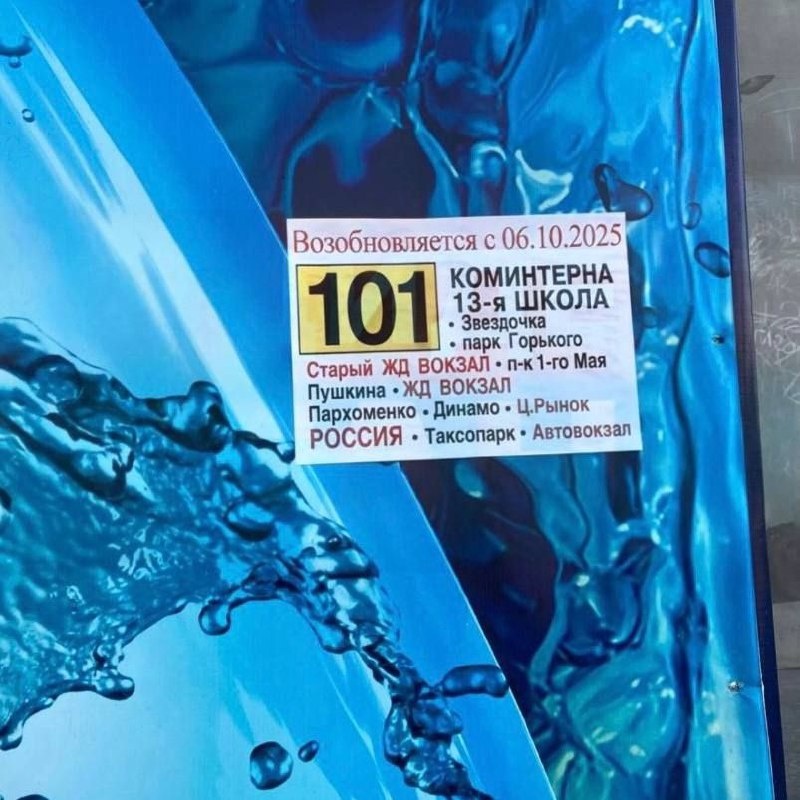 Возобновляется с 06.10.2025
101
КОМИНТЕРНА
13-я ШКОЛА
• Звездочка
• парк Горького
Старый ЖД ВОКЗАЛ • п-к 1-го Мая
Пушкина • ЖД ВОКЗАЛ
Пархоменко • Динамо • Ц.Рынок
РОССИЯ • Таксопарк • Автовокзал